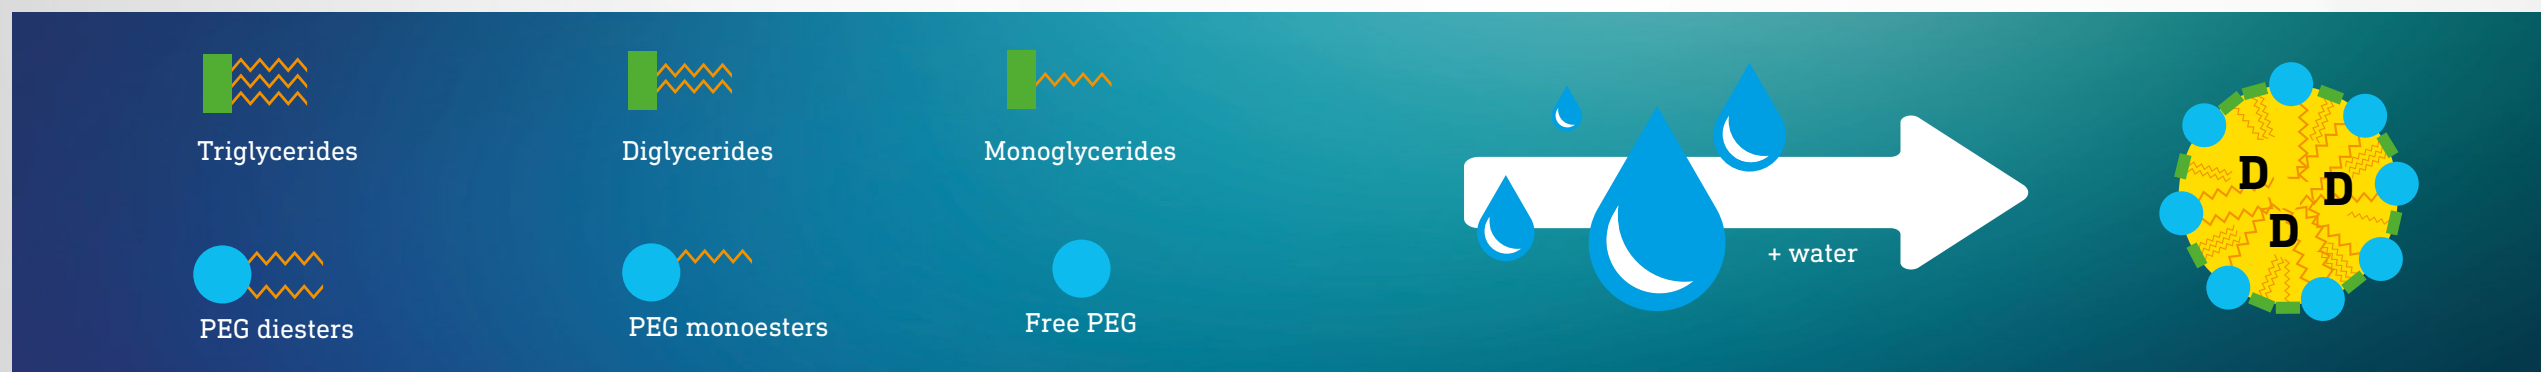 Triglycerides
Diglycerides
Monoglycerides
PEG diesters
PEG monoesters
Free PEG
+ water
D
D
D